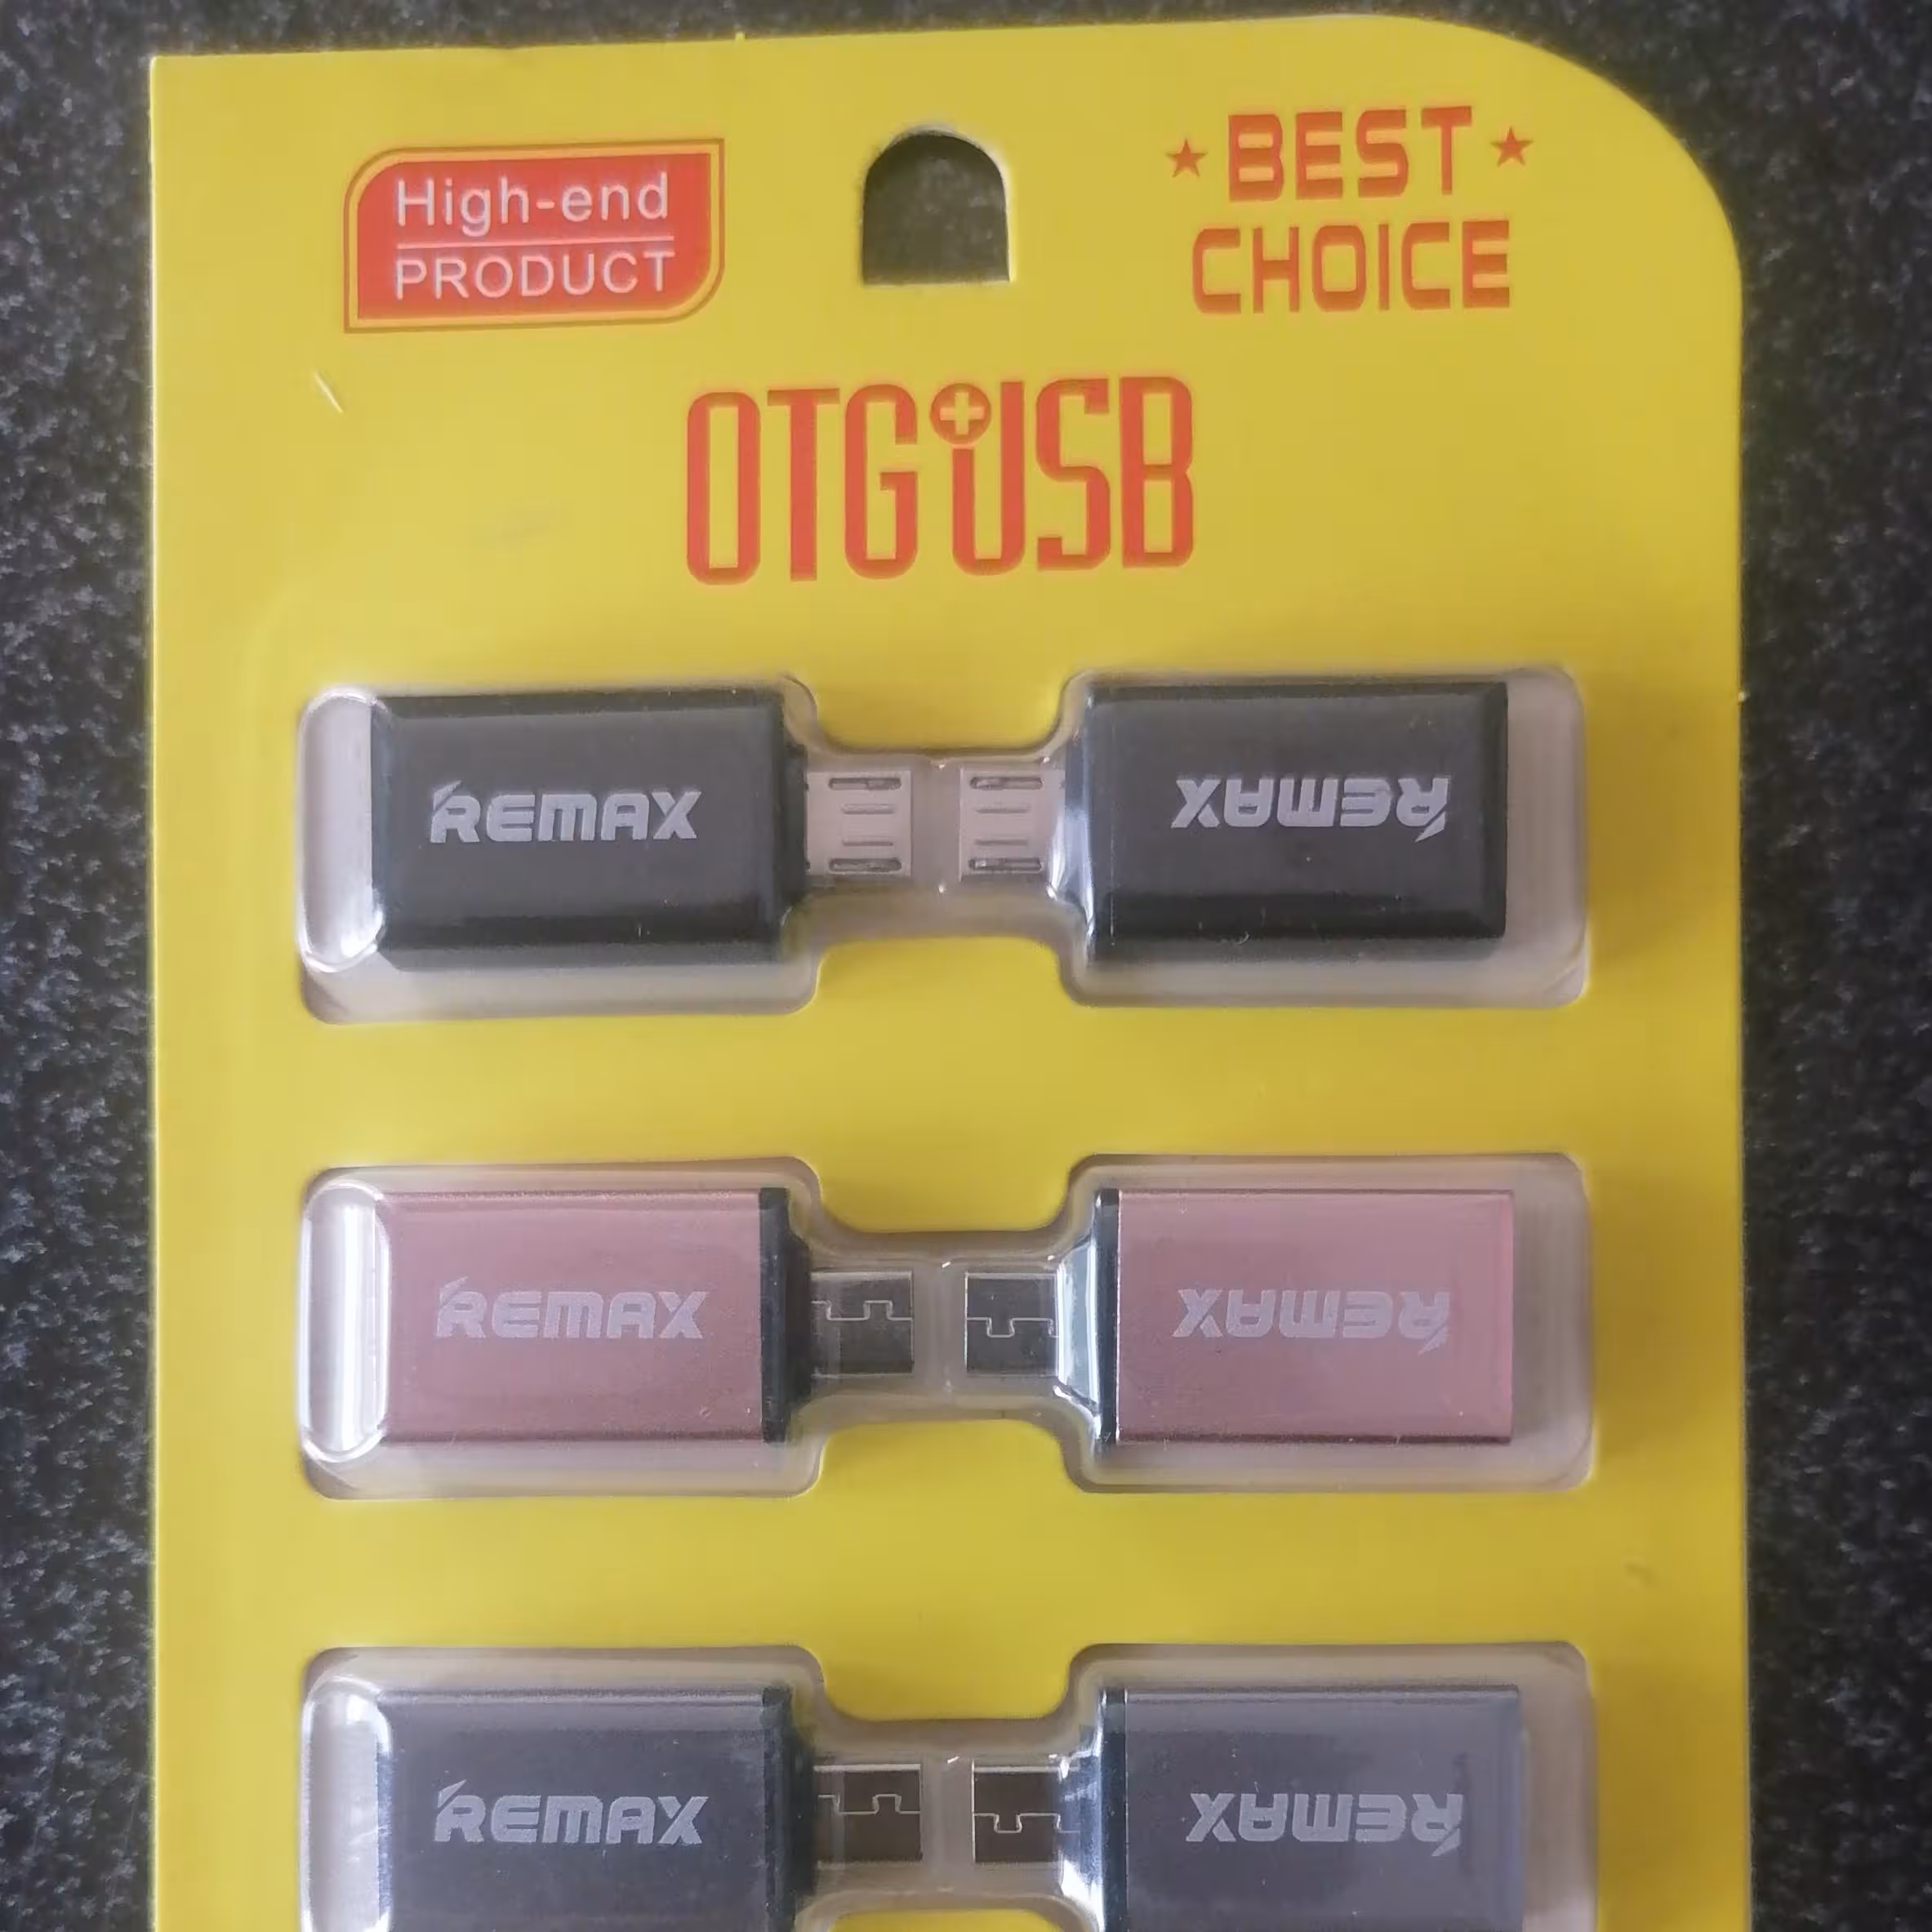 High-end
PRODUCT
BEST
CHOICE
OTG USB
REMAX
REMAX
REMAX
REMAX
REMAX
REMAX